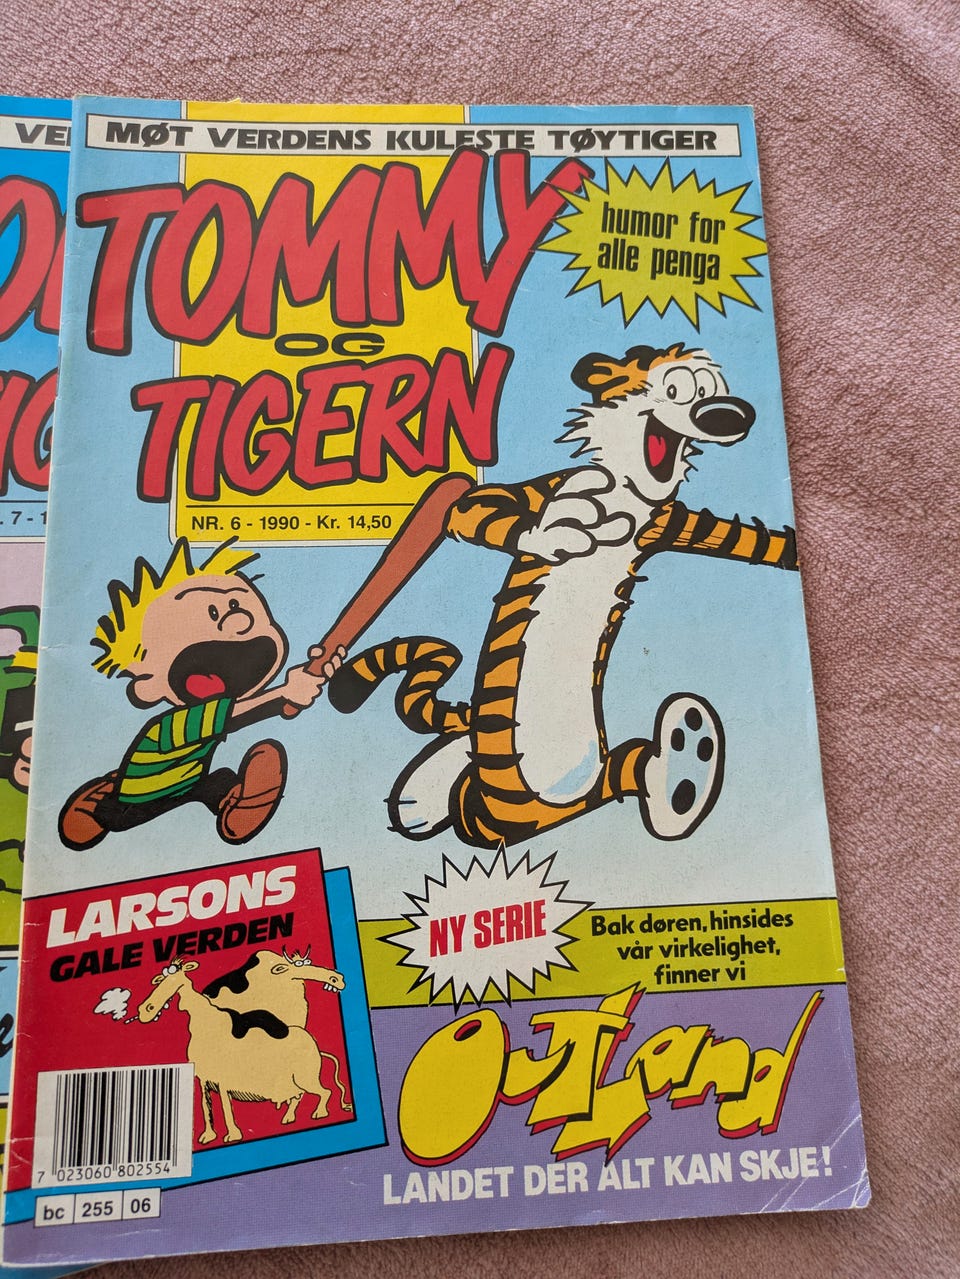 MØT VERDENS KULESTE TØYTIGER
TOMMY
OG
TIGERN
humor for
alle penga
NR. 6 - 1990 - Kr. 14,50
LARSONS
GALE VERDEN
NY SERIE
Bak døren, hinsides
vår virkelighet,
finner vi
OUTLand
LANDET DER ALT KAN SKJE!
7 023060 802554
bc 255 06